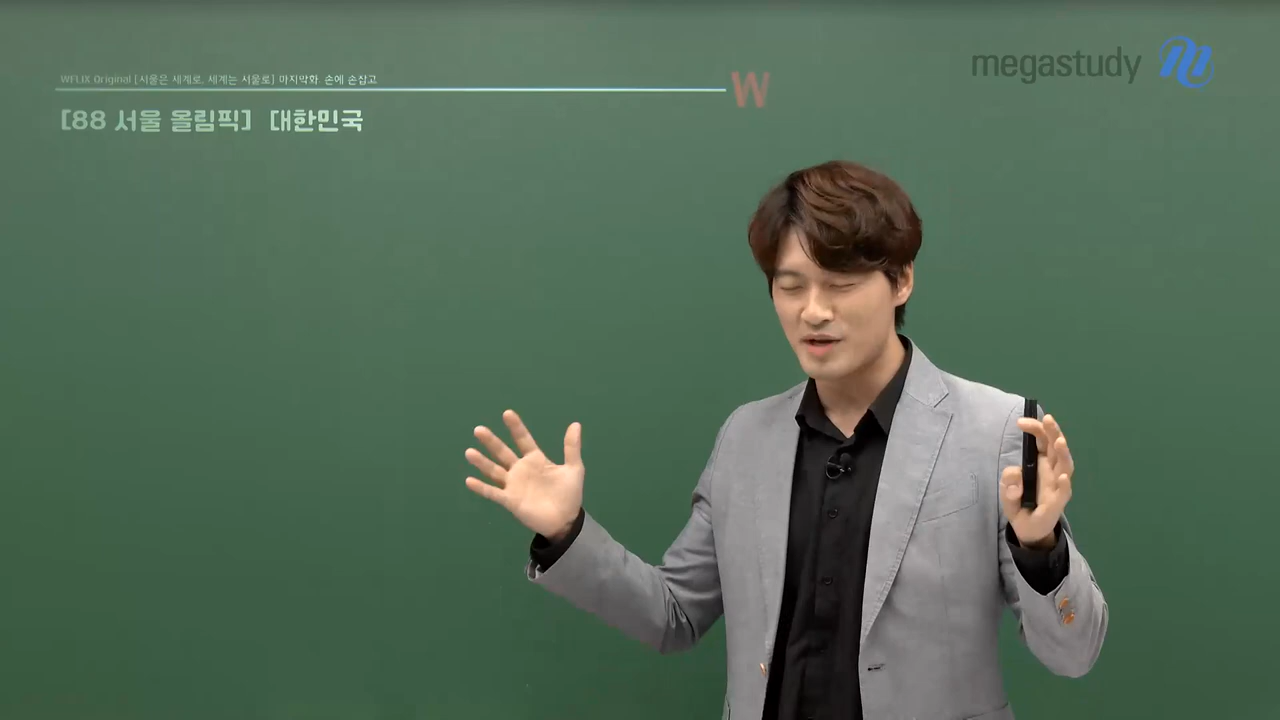 WFLIX Original [서울은 세계로, 세계는 서울로] 마지막화 손에 손잡고
W
[88 서울 올림픽] 대한민국
megastudy